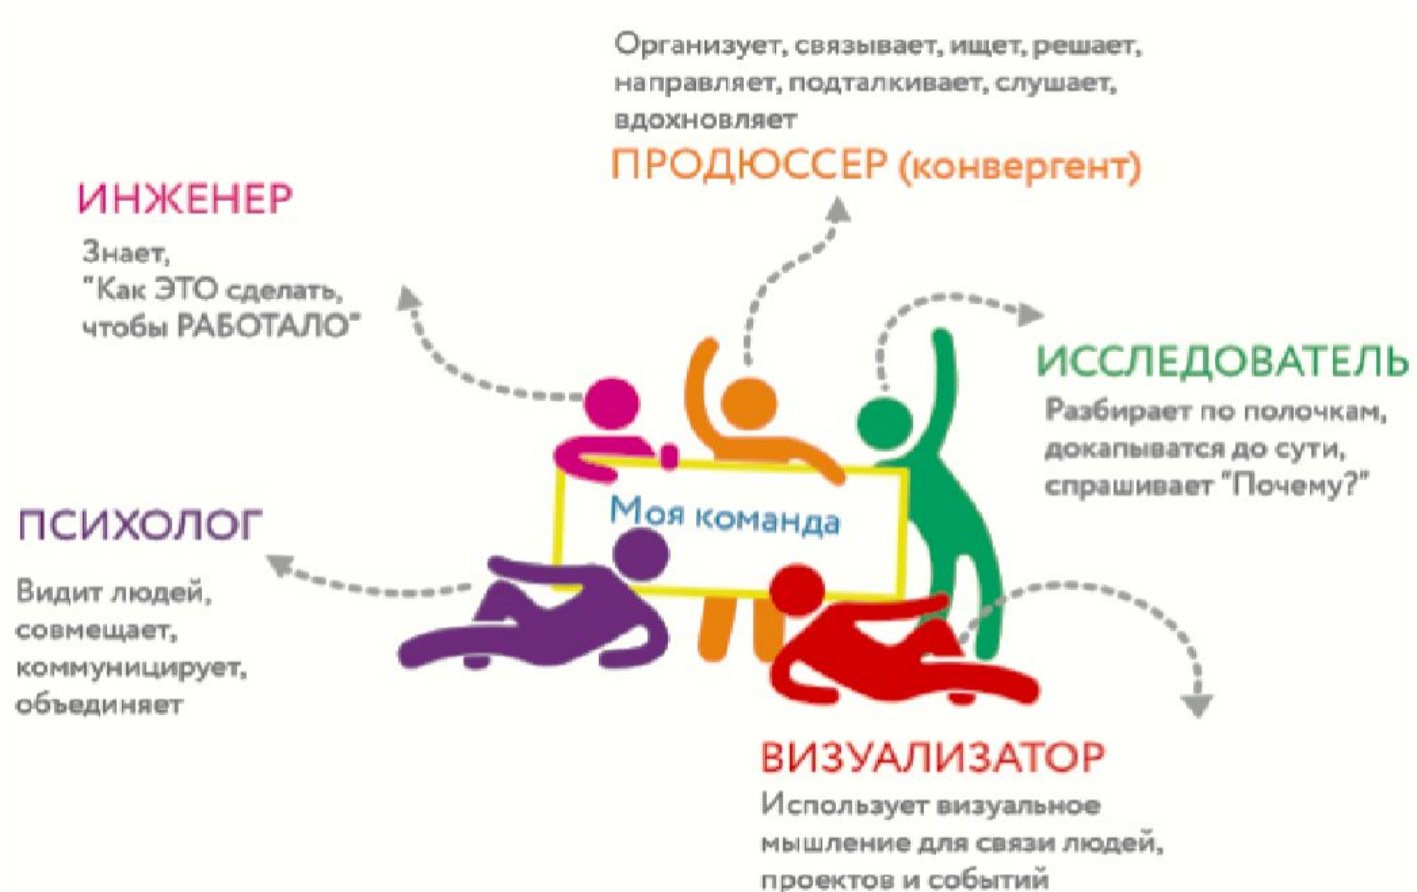 Организует, связывает, ищет, решает,
направляет, подталкивает, слушает,
вдохновляет
ПРОДЮССЕР (конвергент)
ИНЖЕНЕР
Знает,
"Как ЭТО сделать,
чтобы РАБОТАЛО"
ИССЛЕДОВАТЕЛЬ
Разбирает по полочкам,
докапыватся до сути,
спрашивает "Почему?"
Моя команда
ПСИХОЛОГ
Видит людей,
совмещает,
коммуницирует,
объединяет
ВИЗУАЛИЗАТОР
Использует визуальное
мышление для связи людей,
проектов и событий